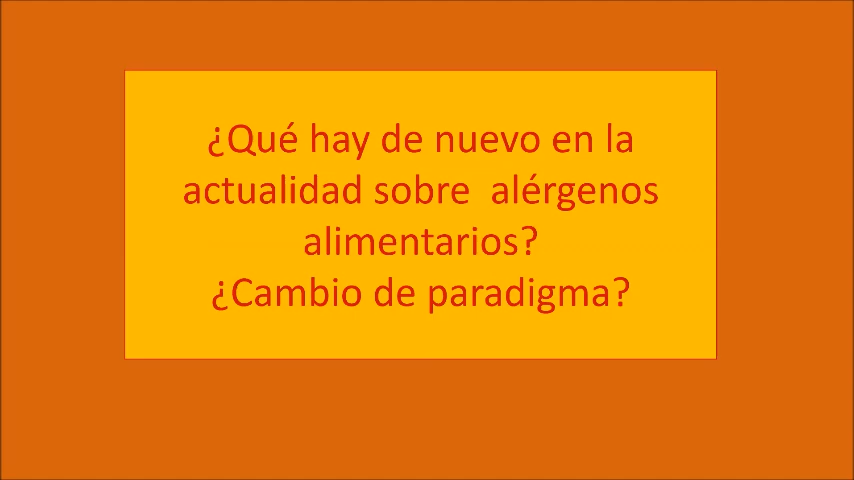 ¿Qué hay de nuevo en la
actualidad sobre  alérgenos
alimentarios?
¿Cambio de paradigma?